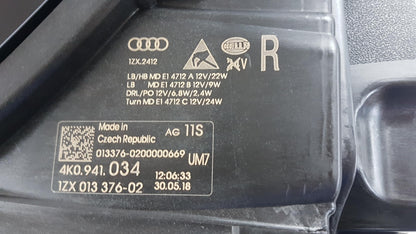 HELLA
R
1ZX.2412
24V
LB/HB MD E1 4712 A 12V/22W
LB MD E1 4712 B 12V/9W
DRL/PO 12V/6,8W/2,4W
Turn MD E1 4712 C 12V/24W
Made in
Czech Republic
AG 11S
013376-0200000669
UM7
4K0.941.034
12:06:33
1ZX 013 376-02
30.05.18